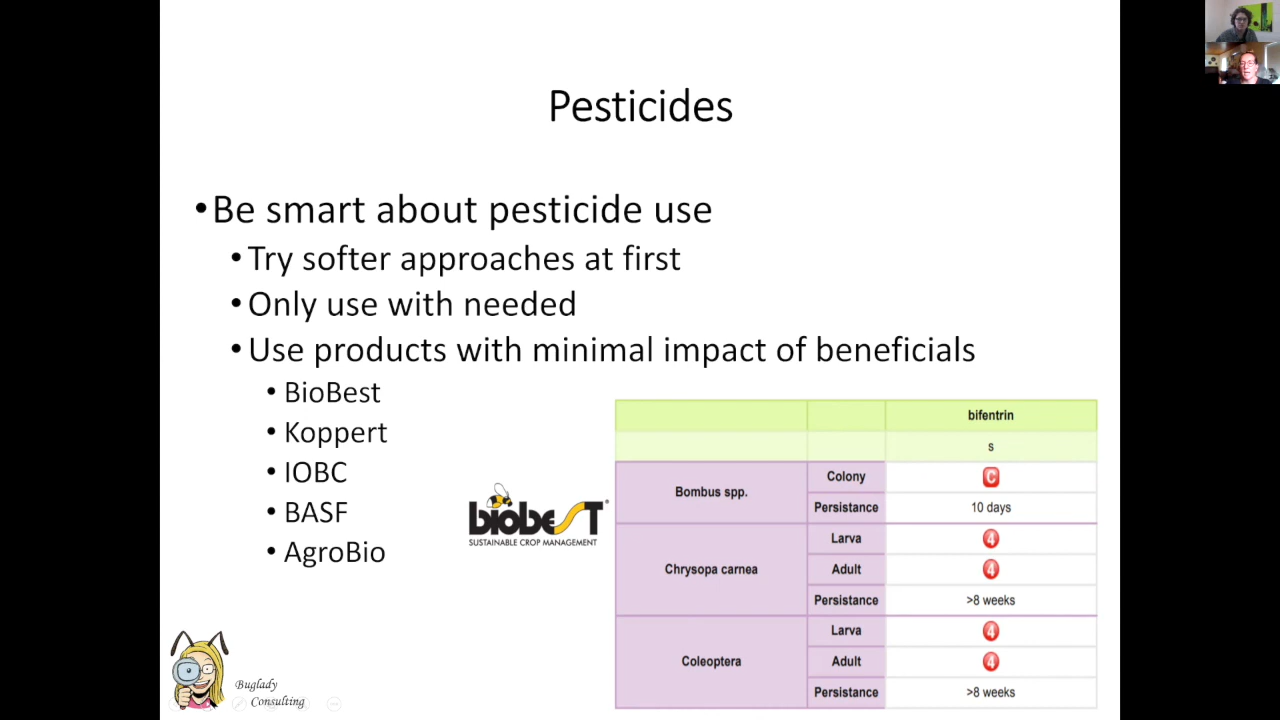 Pesticides
•Be smart about pesticide use
•Try softer approaches at first
•Only use with needed
•Use products with minimal impact of beneficials
• BioBest
• Koppert
• IOBC
• BASF
• AgroBio
biobest®
SUSTAINABLE CROP MANAGEMENT
bifentrin
s
Bombus spp.
Colony C
Persistance 10 days
Chrysopa carnea
Larva 4
Adult 4
Persistance >8 weeks
Coleoptera
Larva 4
Adult 4
Persistance >8 weeks
Buglady
Consulting